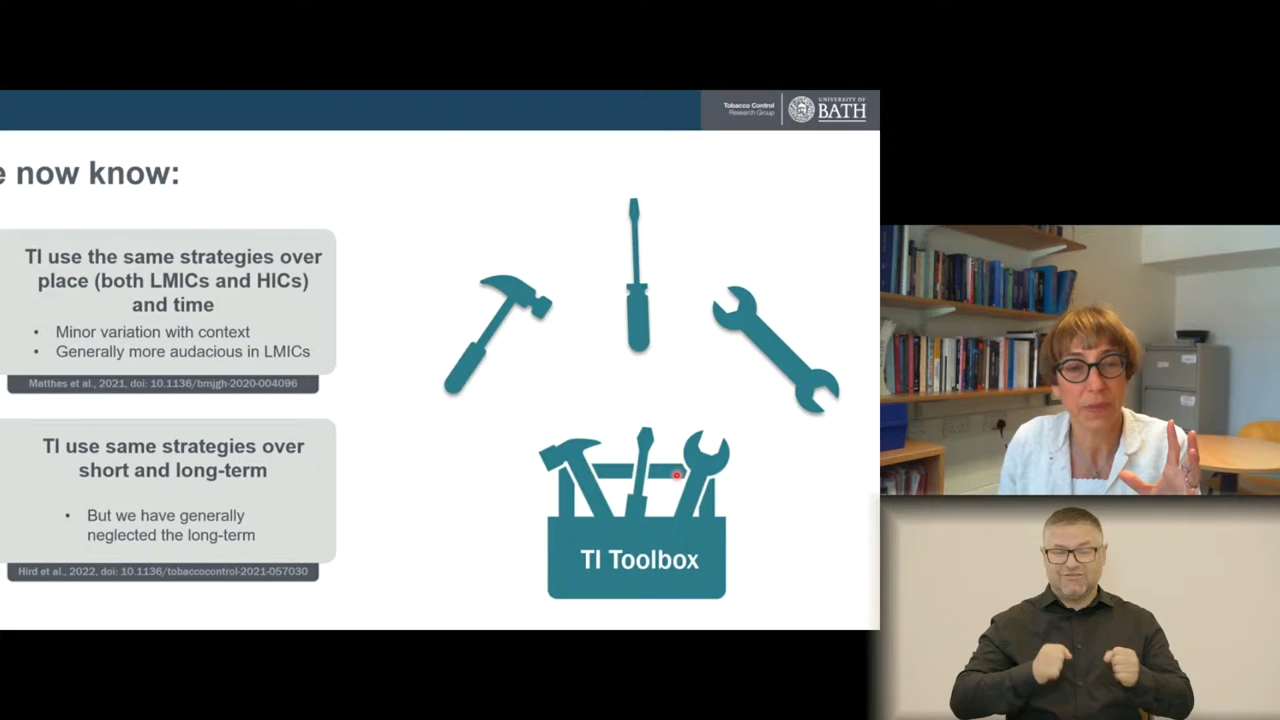 Tobacco Control
Research Group
UNIVERSITY OF
BATH
e now know:
TI use the same strategies over
place (both LMICs and HICs)
and time
• Minor variation with context
• Generally more audacious in LMICs
Matthes et al., 2021, doi: 10.1136/bmjgh-2020-004096
TI use same strategies over
short and long-term
• But we have generally
neglected the long-term
Hird et al., 2022, doi: 10.1136/tobaccocontrol-2021-057030
TI Toolbox